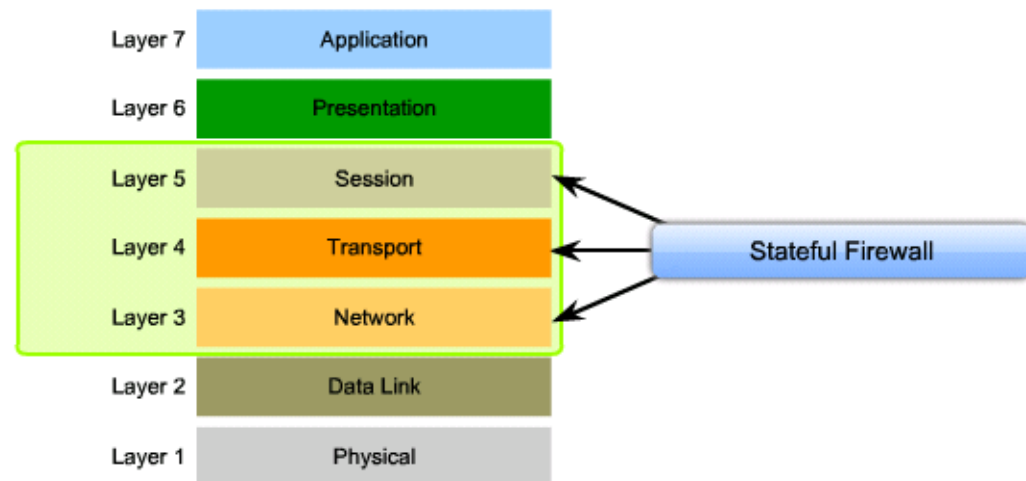 Layer 7 Application
Layer 6 Presentation
Layer 5 Session
Layer 4 Transport
Stateful Firewall
Layer 3 Network
Layer 2 Data Link
Layer 1 Physical